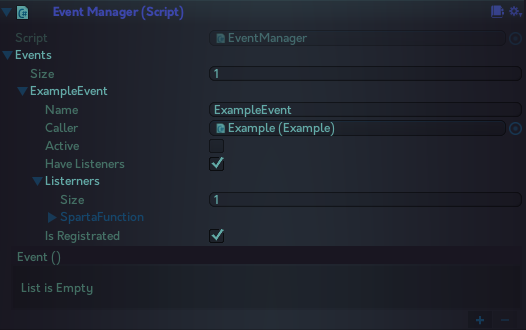 Event Manager (Script)
Script EventManager
Events
Size 1
ExampleEvent
Name ExampleEvent
Caller Example (Example)
Active
Have Listeners
Listerners
Size 1
SpartaFunction
Is Registrated
Event ()
List is Empty
+ −